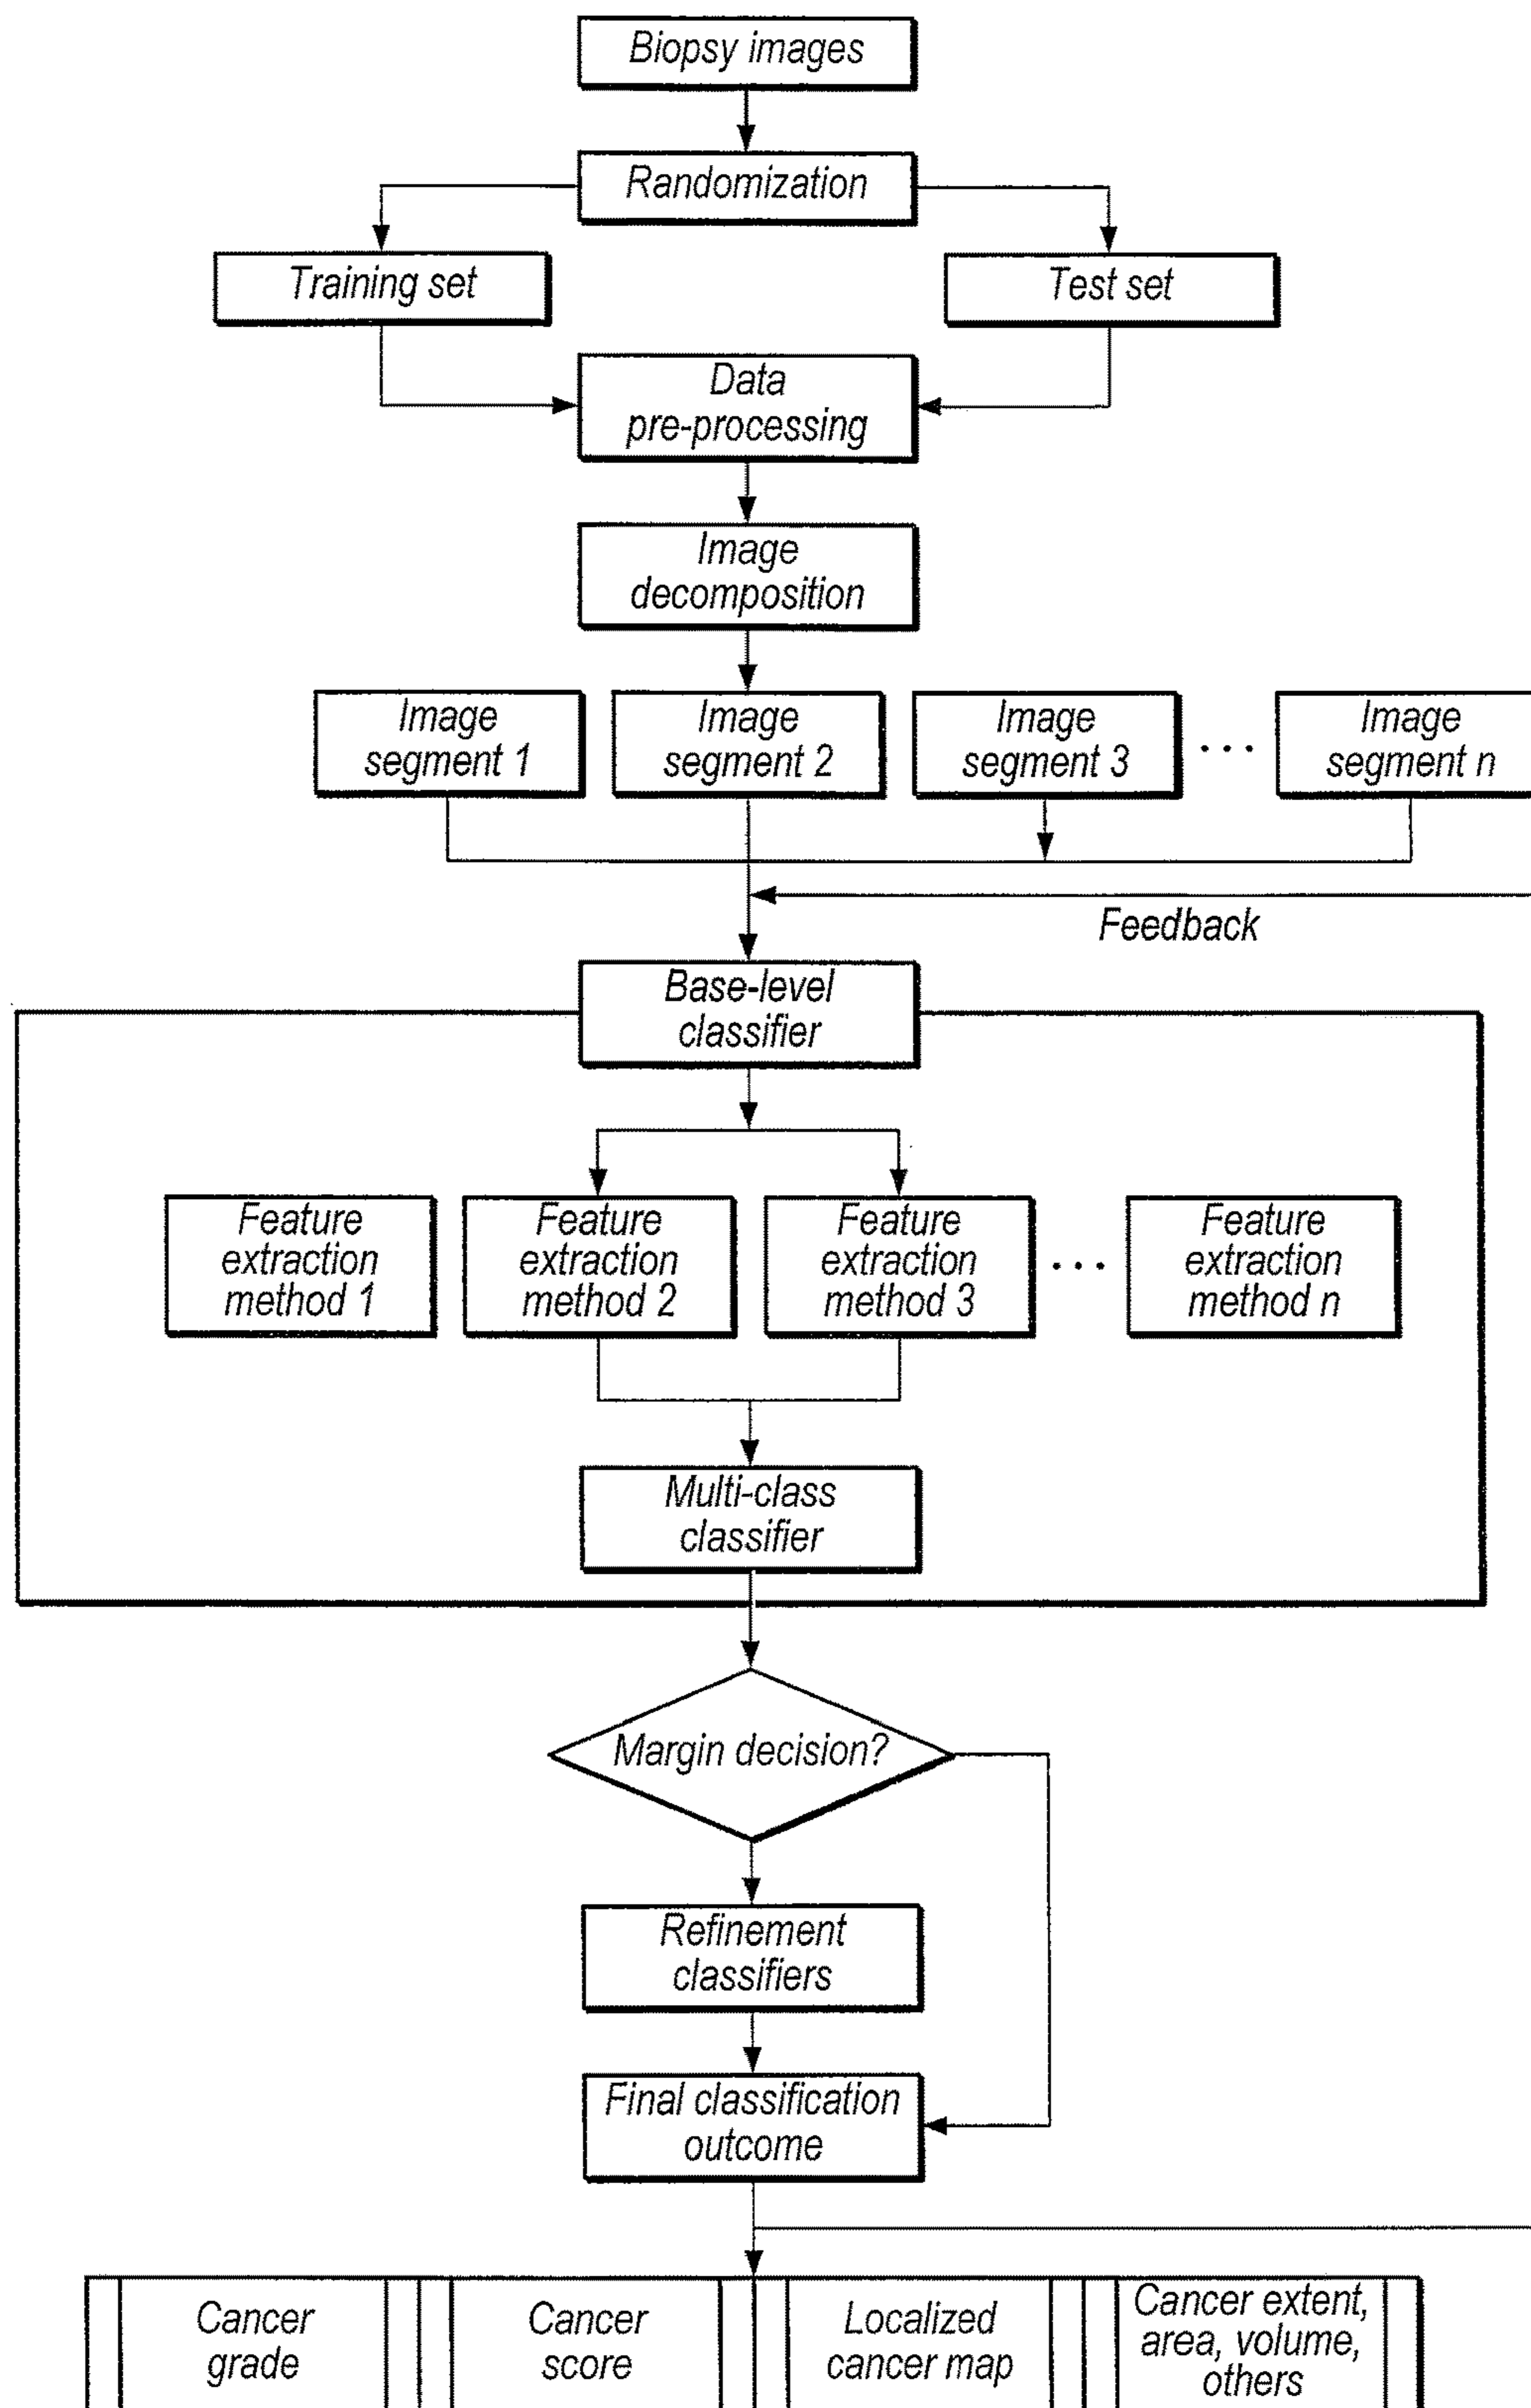 Biopsy images
Randomization
Training set
Test set
Data
pre-processing
Image
decomposition
Image
segment 1
Image
segment 2
Image
segment 3
...
Image
segment n
Feedback
Base-level
classifier
Feature
extraction
method 1
Feature
extraction
method 2
Feature
extraction
method 3
...
Feature
extraction
method n
Multi-class
classifier
Margin decision?
Refinement
classifiers
Final classification
outcome
Cancer
grade
Cancer
score
Localized
cancer map
Cancer extent,
area, volume,
others